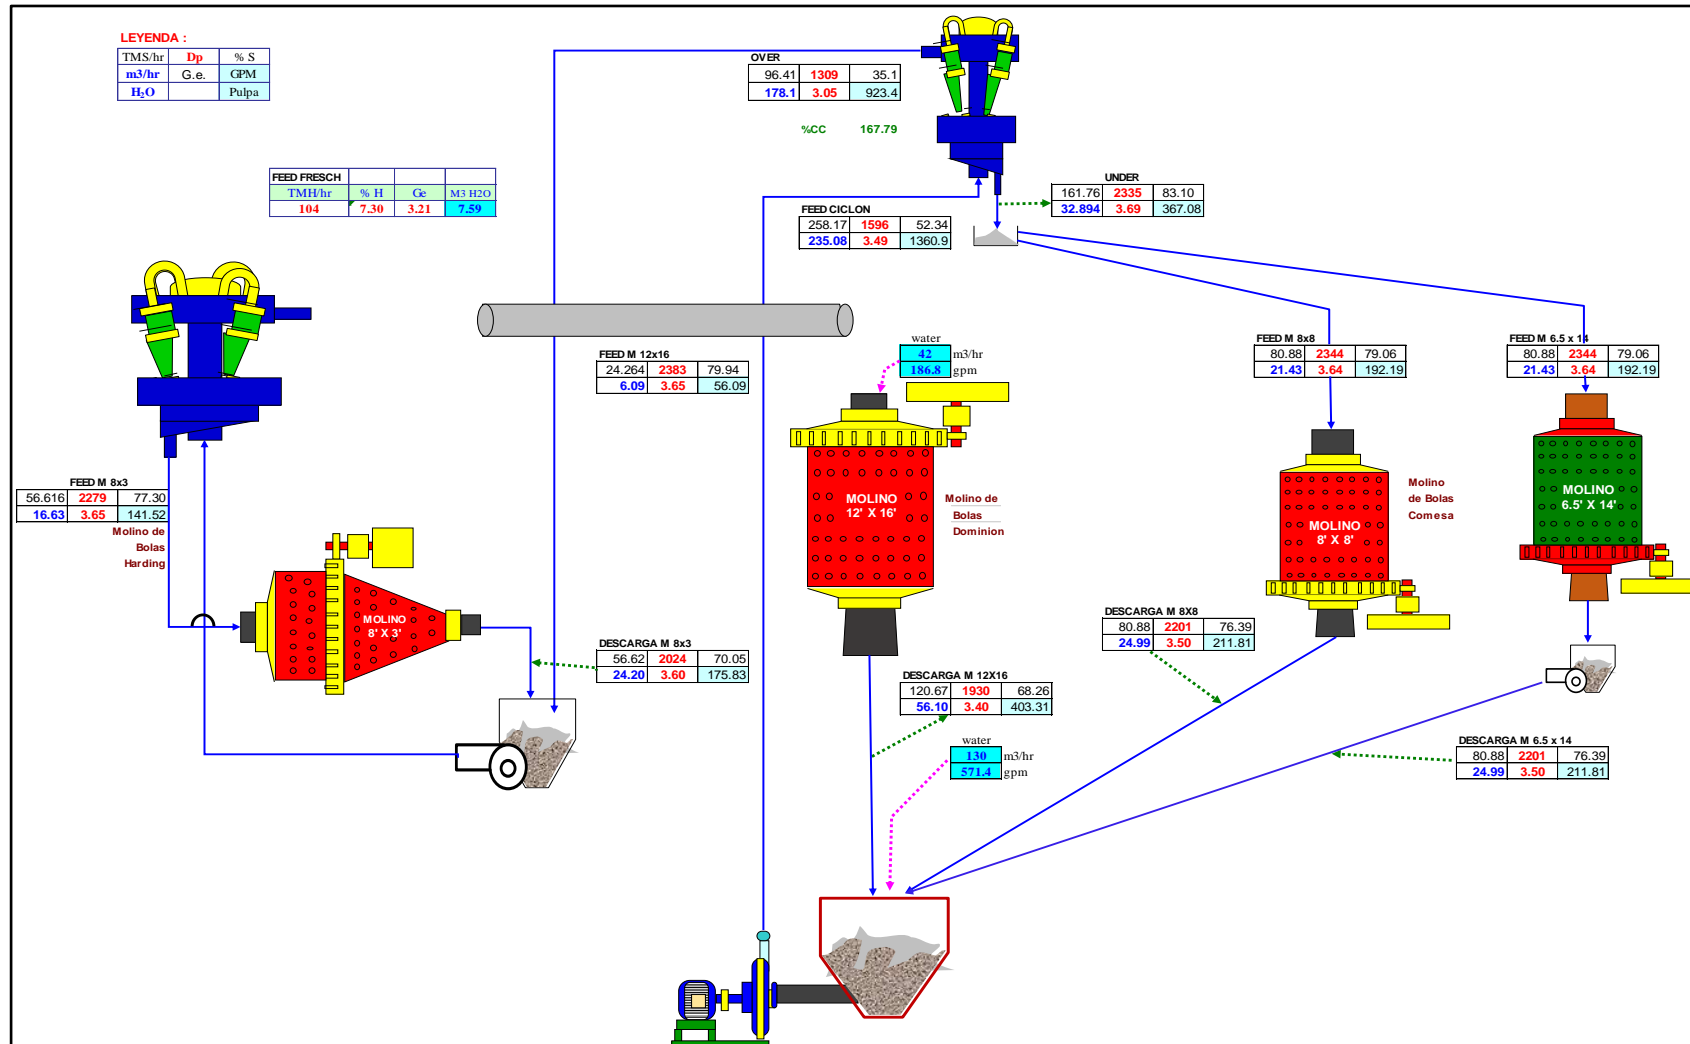 LEYENDA :
TMS/hr Dp % S
m3/hr G.e. GPM
H₂O Pulpa
OVER
96.41 1309 35.1
178.1 3.05 923.4
%CC 167.79
FEED FRESCH
TMH/hr % H Ge M3 H2O
104 7.30 3.21 7.59
UNDER
161.76 2335 83.10
32.894 3.69 367.08
FEED CICLON
258.17 1596 52.34
235.08 3.49 1360.9
FEED M 12x16
24.264 2383 79.94
6.09 3.65 56.09
water
42 m3/hr
186.8 gpm
FEED M 8x8
80.88 2344 79.06
21.43 3.64 192.19
FEED M 6.5 x 14
80.88 2344 79.06
21.43 3.64 192.19
FEED M 8x3
56.616 2279 77.30
16.63 3.65 141.52
Molino de
Bolas
Harding
MOLINO
12' X 16'
Molino de
Bolas
Dominion
MOLINO
8' X 8'
Molino
de Bolas
Comesa
MOLINO
6.5' X 14'
MOLINO
8' X 3'
DESCARGA M 8x3
56.62 2024 70.05
24.20 3.60 175.83
DESCARGA M 8X8
80.88 2201 76.39
24.99 3.50 211.81
DESCARGA M 12X16
120.67 1930 68.26
56.10 3.40 403.31
water
130 m3/hr
571.4 gpm
DESCARGA M 6.5 x 14
80.88 2201 76.39
24.99 3.50 211.81